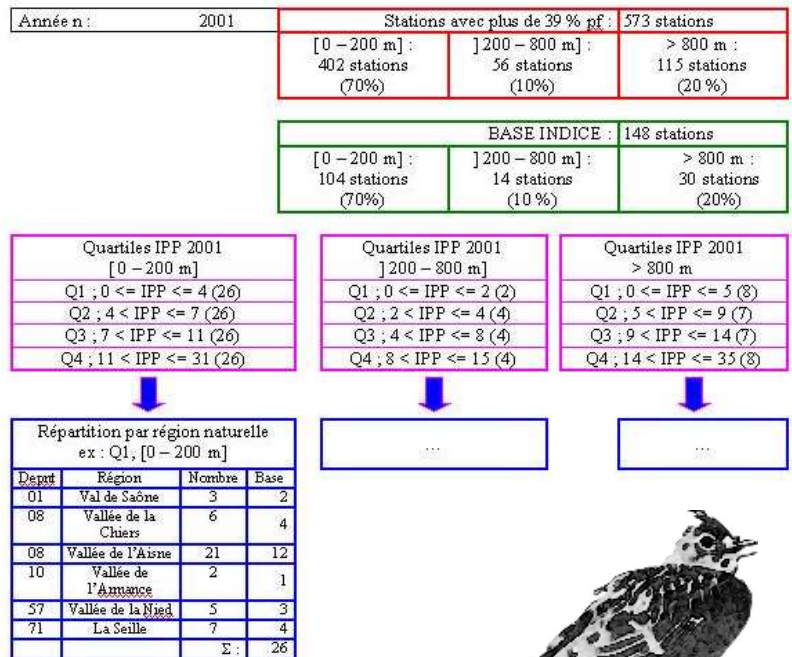 Année n : 2001 Stations avec plus de 39 % pf : 573 stations
[0 – 200 m] : ]200 – 800 m] : > 800 m :
402 stations 56 stations 115 stations
(70%) (10%) (20 %)
BASE INDICE : 148 stations
[0 – 200 m] : ]200 – 800 m] : > 800 m :
104 stations 14 stations 30 stations
(70%) (10 %) (20%)
Quartiles IPP 2001 Quartiles IPP 2001 Quartiles IPP 2001
[0 – 200 m] ]200 – 800 m] > 800 m
Q1 ; 0 <= IPP <= 4 (26) Q1 ; 0 <= IPP <= 2 (2) Q1 ; 0 <= IPP <= 5 (8)
Q2 ; 4 < IPP <= 7 (26) Q2 ; 2 < IPP <= 4 (4) Q2 ; 5 < IPP <= 9 (7)
Q3 ; 7 < IPP <= 11 (26) Q3 ; 4 < IPP <= 8 (4) Q3 ; 9 < IPP <= 14 (7)
Q4 ; 11 < IPP <= 31 (26) Q4 ; 8 < IPP <= 15 (4) Q4 ; 14 < IPP <= 35 (8)
Répartition par région naturelle
ex : Q1, [0 – 200 m] ... ...
Depmt Région Nombre Base
01 Val de Saône 3 2
08 Vallée de la Chiers 6 4
08 Vallée de l'Aisne 21 12
10 Vallée de l'Armance 2 1
57 Vallée de la Nied 5 3
71 La Seille 7 4
Σ : 26